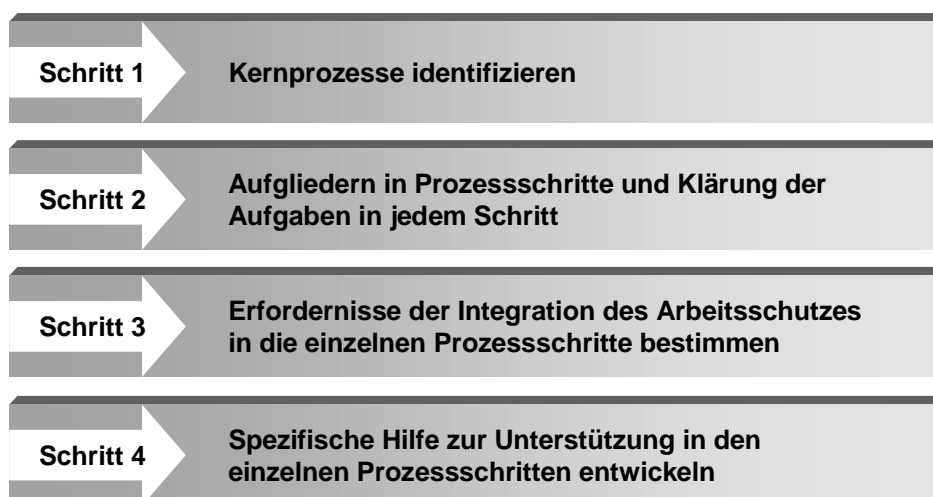 Schritt 1
Kernprozesse identifizieren
Schritt 2
Aufgliedern in Prozessschritte und Klärung der
Aufgaben in jedem Schritt
Schritt 3
Erfordernisse der Integration des Arbeitsschutzes
in die einzelnen Prozessschritte bestimmen
Schritt 4
Spezifische Hilfe zur Unterstützung in den
einzelnen Prozessschritten entwickeln